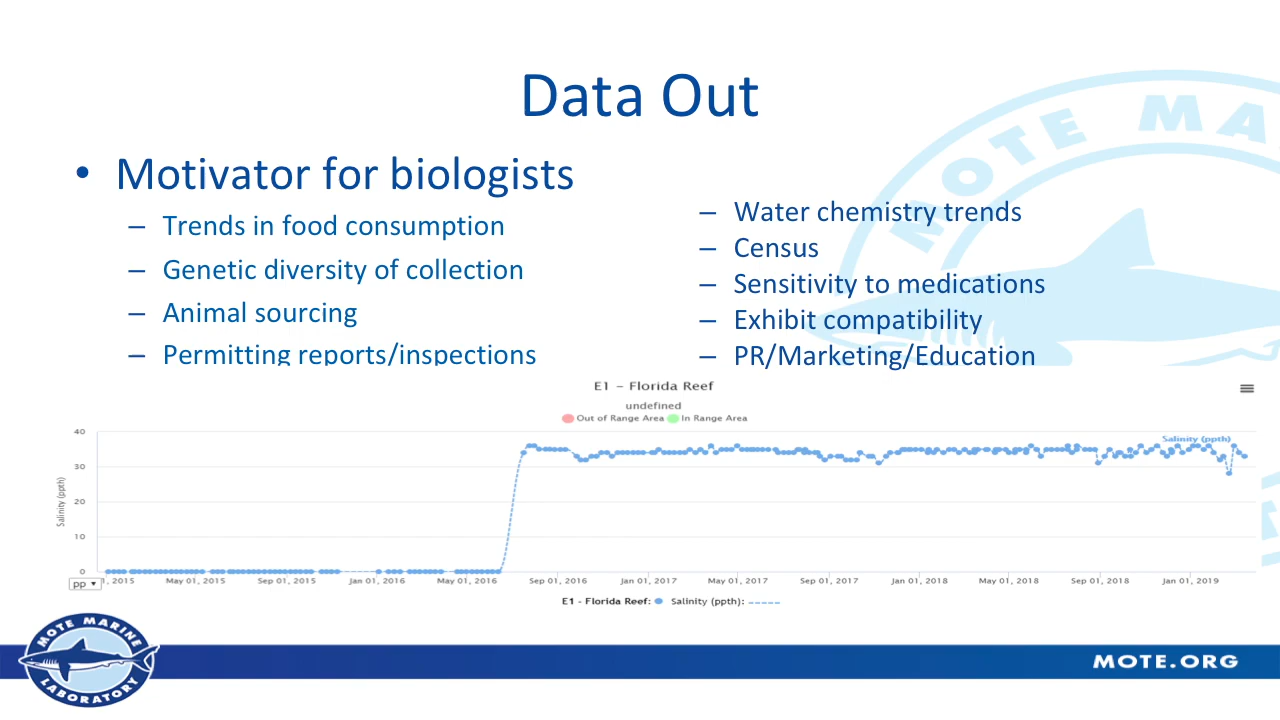 Data Out
• Motivator for biologists
– Trends in food consumption
– Genetic diversity of collection
– Animal sourcing
– Permitting reports/inspections
– Water chemistry trends
– Census
– Sensitivity to medications
– Exhibit compatibility
– PR/Marketing/Education
MOTE MA
E1 – Florida Reef
undefined
Out of Range Area In Range Area
Salinity (ppth)
40
30
20
10
0
Salinity (ppth)
pp ▼
1, 2015 May 01, 2015 Sep 01, 2015 Jan 01, 2016 May 01, 2016 Sep 01, 2016 Jan 01, 2017 May 01, 2017 Sep 01, 2017 Jan 01, 2018 May 01, 2018 Sep 01, 2018 Jan 01, 2019
E1 - Florida Reef: Salinity (ppth):
MOTE MARINE
LABORATORY
MOTE.ORG